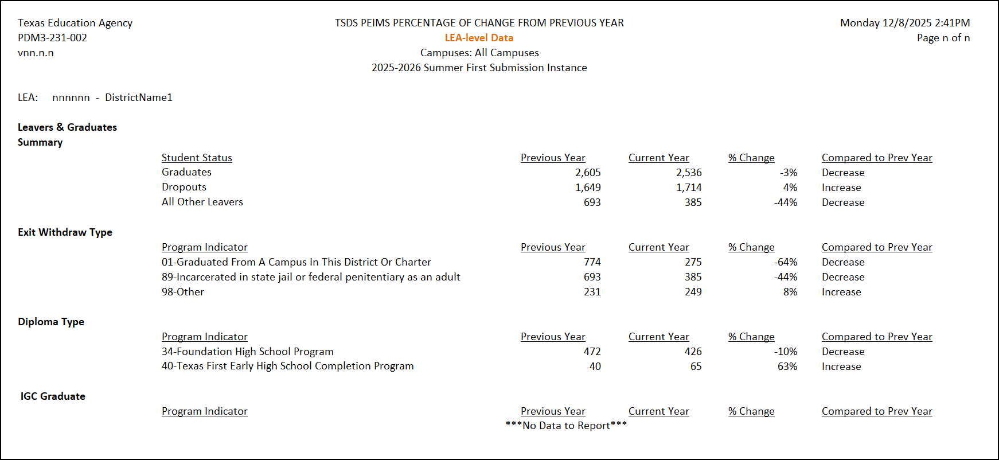 Texas Education Agency TSDS PEIMS PERCENTAGE OF CHANGE FROM PREVIOUS YEAR Monday 12/8/2025 2:41PM
PDM3-231-002 LEA-level Data Page n of n
vnn.n.n Campuses: All Campuses
2025-2026 Summer First Submission Instance
LEA: nnnnnn - DistrictName1
Leavers & Graduates
Summary
Student Status Previous Year Current Year % Change Compared to Prev Year
Graduates 2,605 2,536 -3% Decrease
Dropouts 1,649 1,714 4% Increase
All Other Leavers 693 385 -44% Decrease
Exit Withdraw Type
Program Indicator Previous Year Current Year % Change Compared to Prev Year
01-Graduated From A Campus In This District Or Charter 774 275 -64% Decrease
89-Incarcerated in state jail or federal penitentiary as an adult 693 385 -44% Decrease
98-Other 231 249 8% Increase
Diploma Type
Program Indicator Previous Year Current Year % Change Compared to Prev Year
34-Foundation High School Program 472 426 -10% Decrease
40-Texas First Early High School Completion Program 40 65 63% Increase
IGC Graduate
Program Indicator Previous Year Current Year % Change Compared to Prev Year
***No Data to Report***